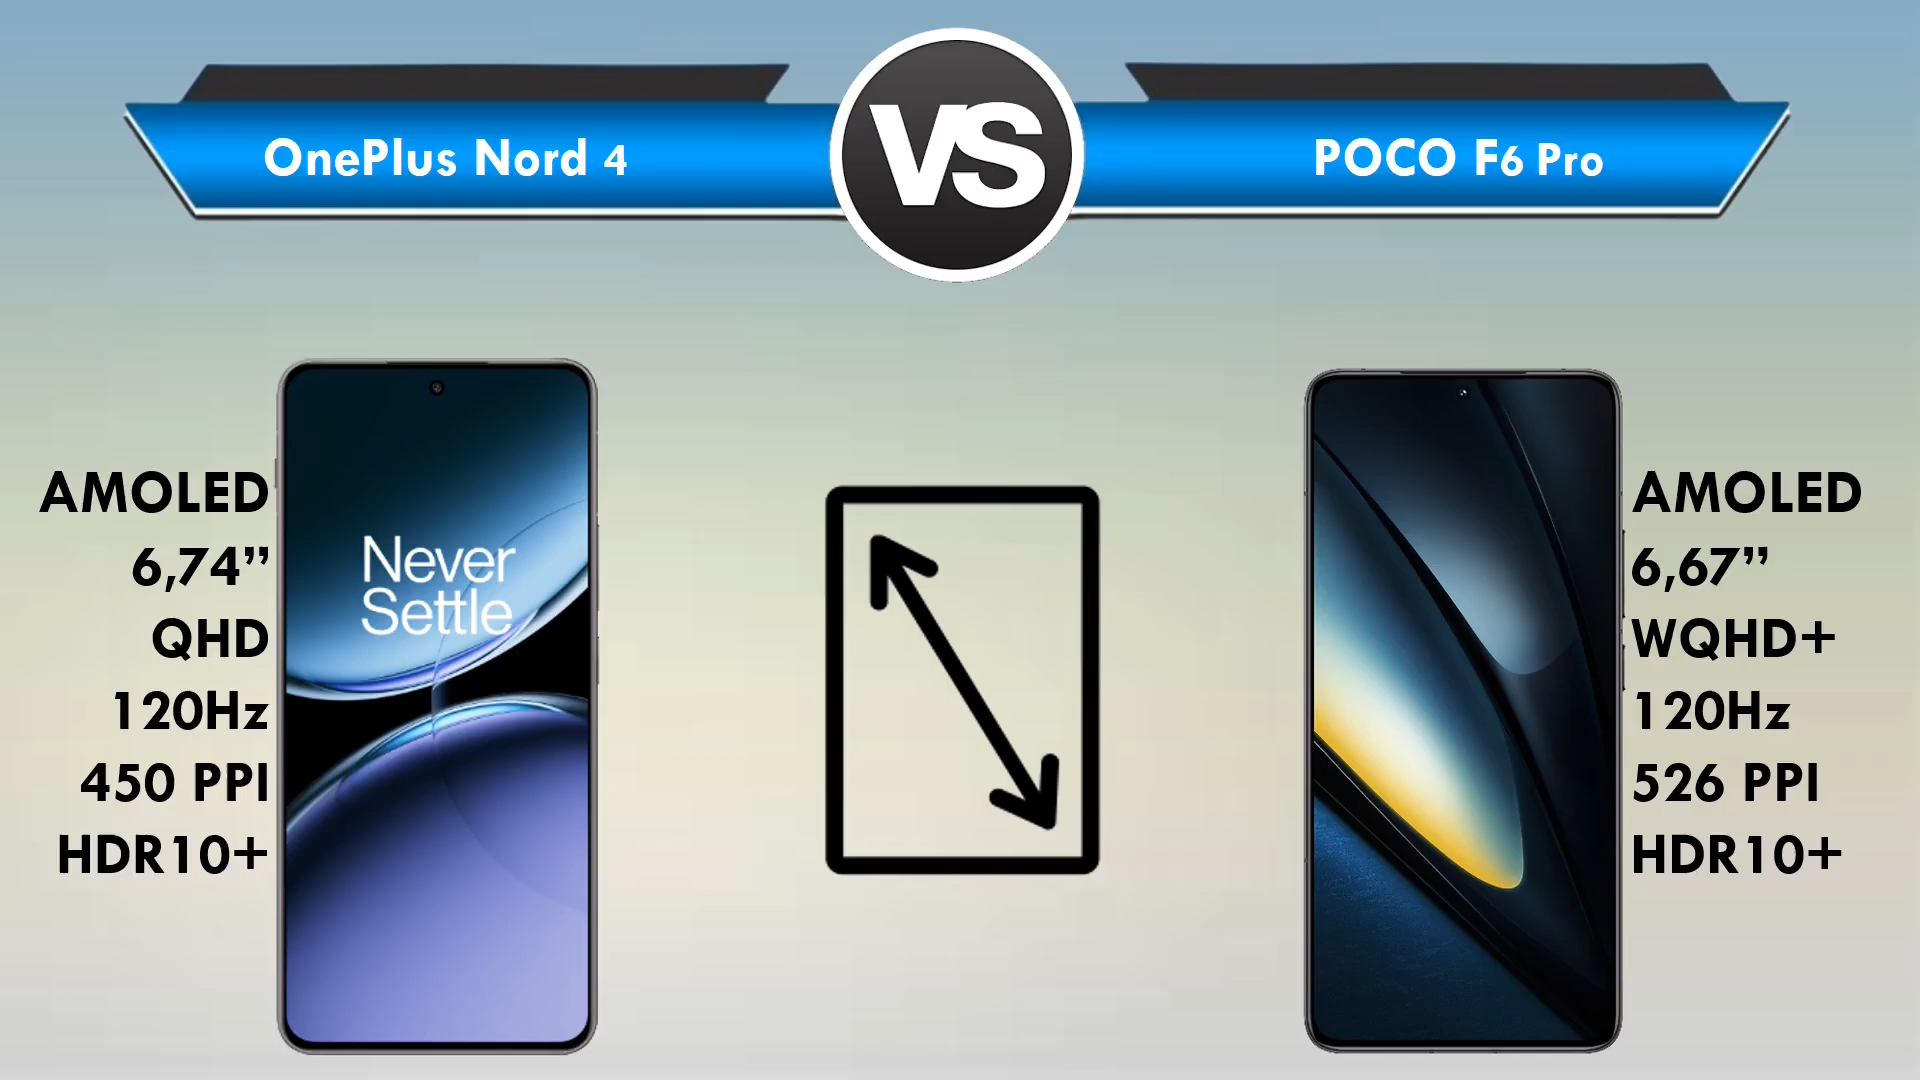 OnePlus Nord 4
VS
POCO F6 Pro
AMOLED
6,74”
QHD
120Hz
450 PPI
HDR10+
Never
Settle
AMOLED
6,67”
WQHD+
120Hz
526 PPI
HDR10+